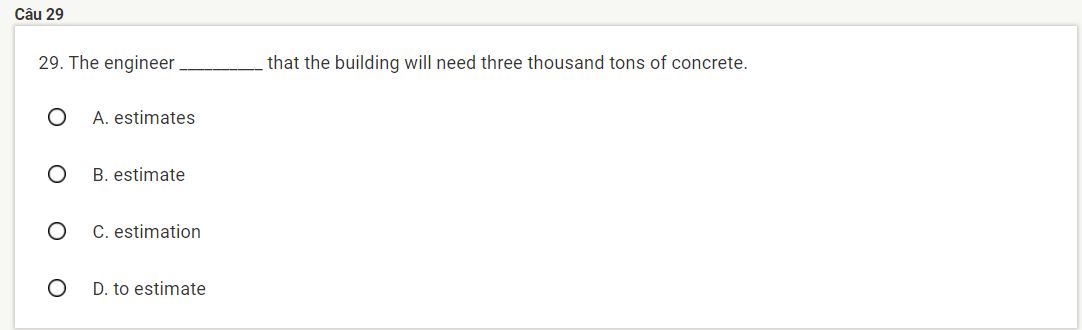 Câu 29
29. The engineer __________ that the building will need three thousand tons of concrete.
A. estimates
B. estimate
C. estimation
D. to estimate